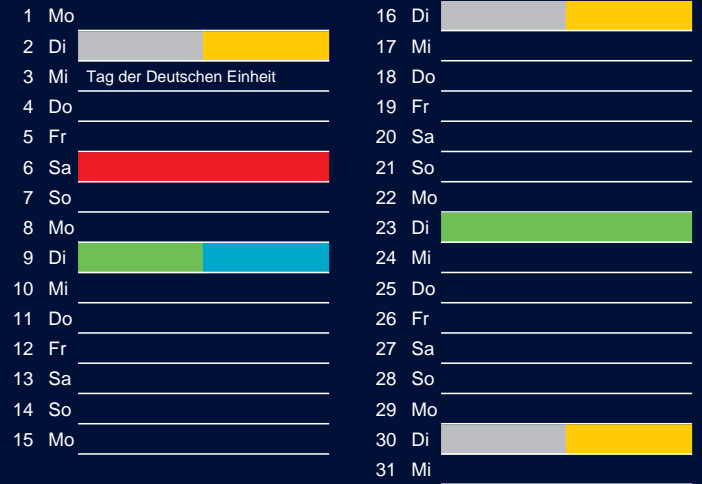 1 Mo
2 Di
3 Mi Tag der Deutschen Einheit
4 Do
5 Fr
6 Sa
7 So
8 Mo
9 Di
10 Mi
11 Do
12 Fr
13 Sa
14 So
15 Mo
16 Di
17 Mi
18 Do
19 Fr
20 Sa
21 So
22 Mo
23 Di
24 Mi
25 Do
26 Fr
27 Sa
28 So
29 Mo
30 Di
31 Mi